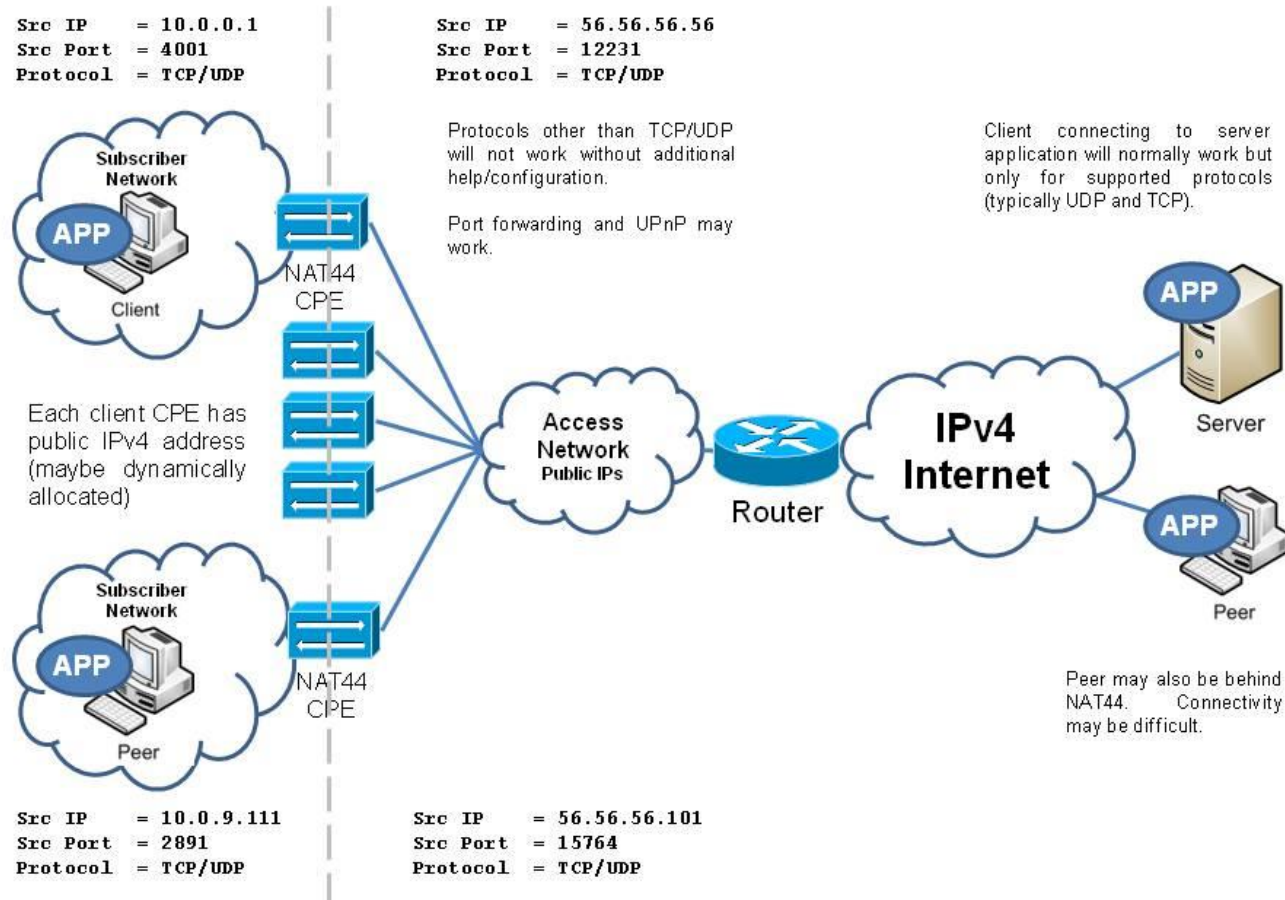 Src IP = 10.0.0.1
Src Port = 4001
Protocol = TCP/UDP
Src IP = 56.56.56.56
Src Port = 12231
Protocol = TCP/UDP
Protocols other than TCP/UDP
will not work without additional
help/configuration.
Port forwarding and UPnP may
work.
Client connecting to server
application will normally work but
only for supported protocols
(typically UDP and TCP).
Subscriber
Network
APP
Client
NAT44
CPE
Each client CPE has
public IPv4 address
(maybe dynamically
allocated)
Access
Network
Public IPs
Router
IPv4
Internet
APP
Server
APP
Peer
Subscriber
Network
APP
Peer
NAT44
CPE
Peer may also be behind
NAT44. Connectivity
may be difficult.
Src IP = 10.0.9.111
Src Port = 2891
Protocol = TCP/UDP
Src IP = 56.56.56.101
Src Port = 15764
Protocol = TCP/UDP